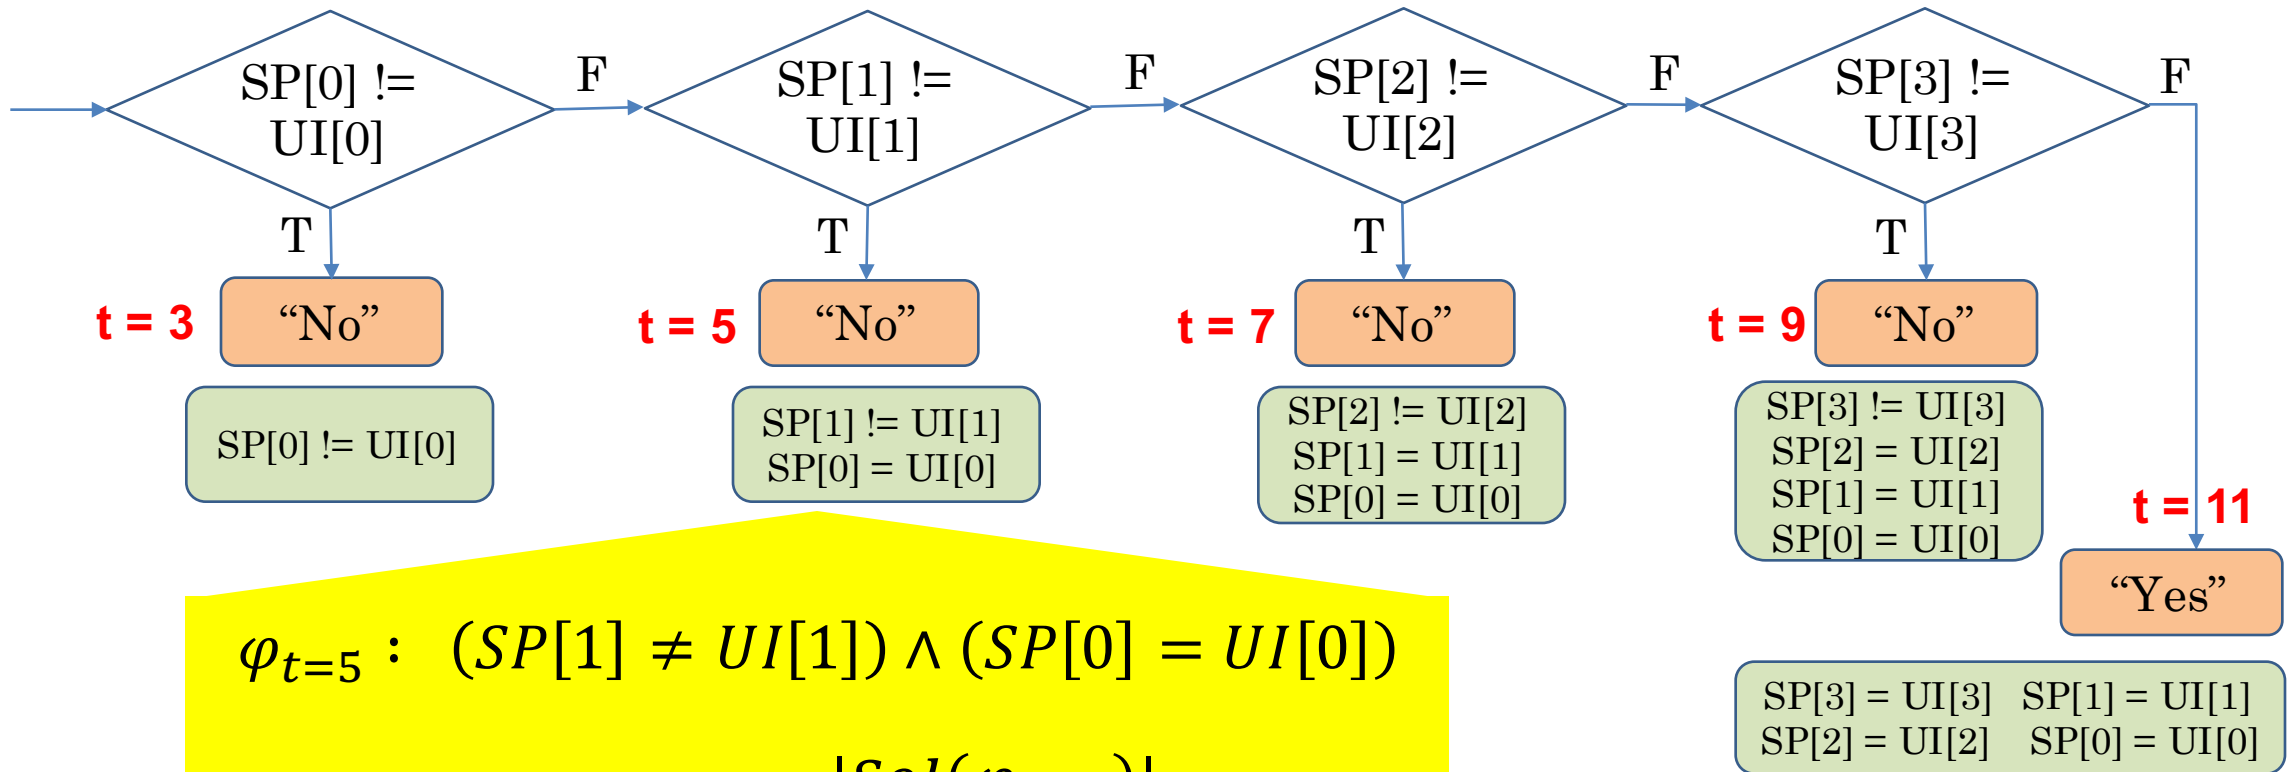 SP[0] !=
UI[0]
F
SP[1] !=
UI[1]
F
SP[2] !=
UI[2]
F
SP[3] !=
UI[3]
F
T
T
T
T
t = 3
“No”
t = 5
“No”
t = 7
“No”
t = 9
“No”
SP[0] != UI[0]
SP[1] != UI[1]
SP[0] = UI[0]
SP[2] != UI[2]
SP[1] = UI[1]
SP[0] = UI[0]
SP[3] != UI[3]
SP[2] = UI[2]
SP[1] = UI[1]
SP[0] = UI[0]
t = 11
“Yes”
φ_{t=5} : (SP[1] ≠ UI[1]) ∧ (SP[0] = UI[0])
SP[3] = UI[3] SP[1] = UI[1]
SP[2] = UI[2] SP[0] = UI[0]